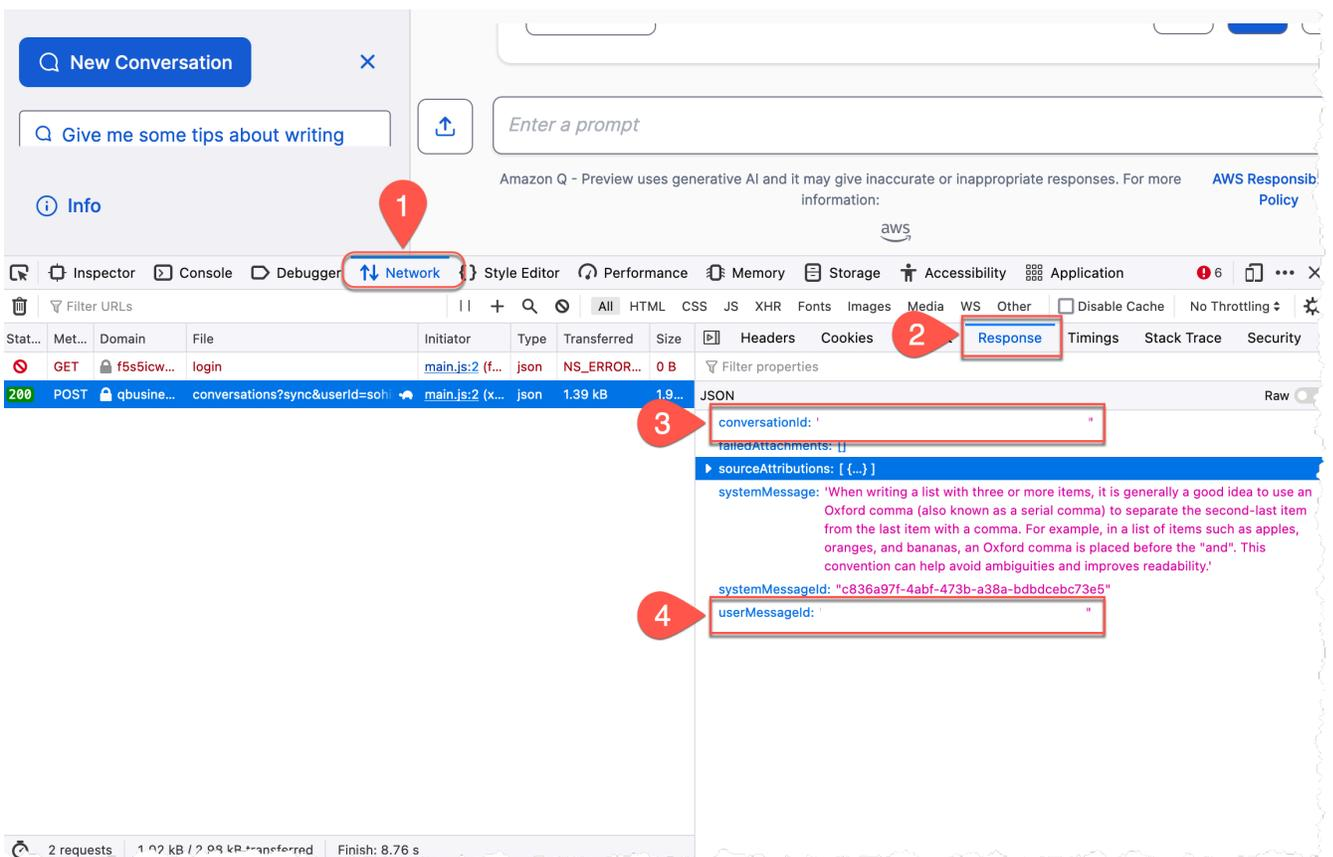 New Conversation
Give me some tips about writing
Info
Enter a prompt
Amazon Q - Preview uses generative AI and it may give inaccurate or inappropriate responses. For more
information:
AWS Responsib
Policy
aws
1
Inspector Console Debugger Network Style Editor Performance Memory Storage Accessibility Application 6
Filter URLs All HTML CSS JS XHR Fonts Images Media WS Other Disable Cache No Throttling
Stat... Met... Domain File Initiator Type Transferred Size
GET f5s5icw... login main.js:2 (f... json NS_ERROR... 0 B
200 POST qbusine... conversations?sync&userId=sohi main.js:2 (x... json 1.39 kB 1.9...
2
Headers Cookies Response Timings Stack Trace Security
Filter properties
JSON Raw
3
conversationId: ' "
failedAttachments: []
sourceAttributions: [ {...} ]
systemMessage: 'When writing a list with three or more items, it is generally a good idea to use an
Oxford comma (also known as a serial comma) to separate the second-last item
from the last item with a comma. For example, in a list of items such as apples,
oranges, and bananas, an Oxford comma is placed before the "and". This
convention can help avoid ambiguities and improves readability.'
systemMessageId: "c836a97f-4abf-473b-a38a-bdbdcebc73e5"
4
userMessageId: ' "
2 requests 1.92 kB / 2.98 kB transferred Finish: 8.76 s